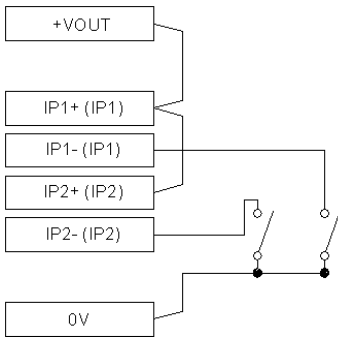 +VOUT
IP1+ (IP1)
IP1- (IP1)
IP2+ (IP2)
IP2- (IP2)
0V